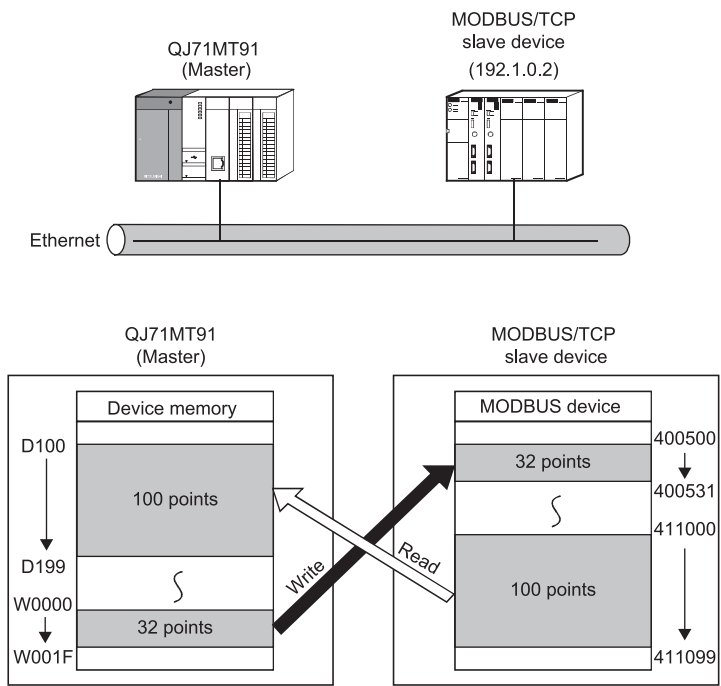 QJ71MT91
(Master)
MODBUS/TCP
slave device
(192.1.0.2)
Ethernet
QJ71MT91
(Master)
MODBUS/TCP
slave device
Device memory
MODBUS device
D100
100 points
D199
W0000
32 points
W001F
Write
Read
400500
32 points
400531
411000
100 points
411099